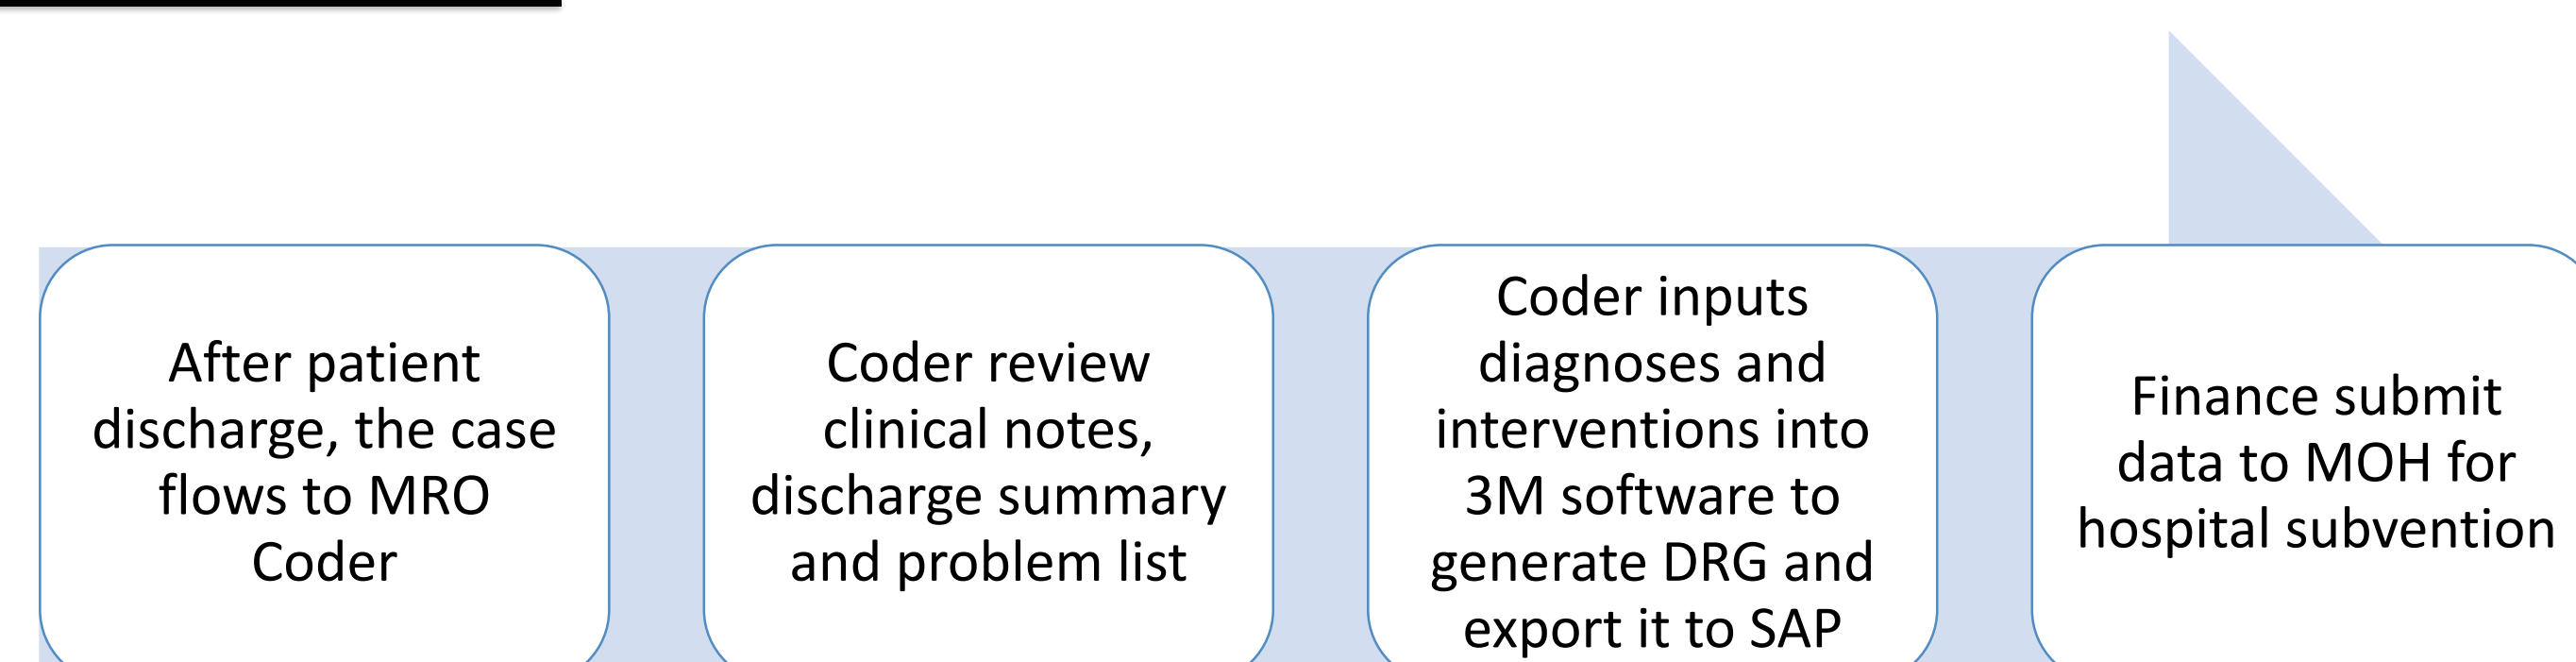 After patient
discharge, the case
flows to MRO
Coder
Coder review
clinical notes,
discharge summary
and problem list
Coder inputs
diagnoses and
interventions into
3M software to
generate DRG and
export it to SAP
Finance submit
data to MOH for
hospital subvention